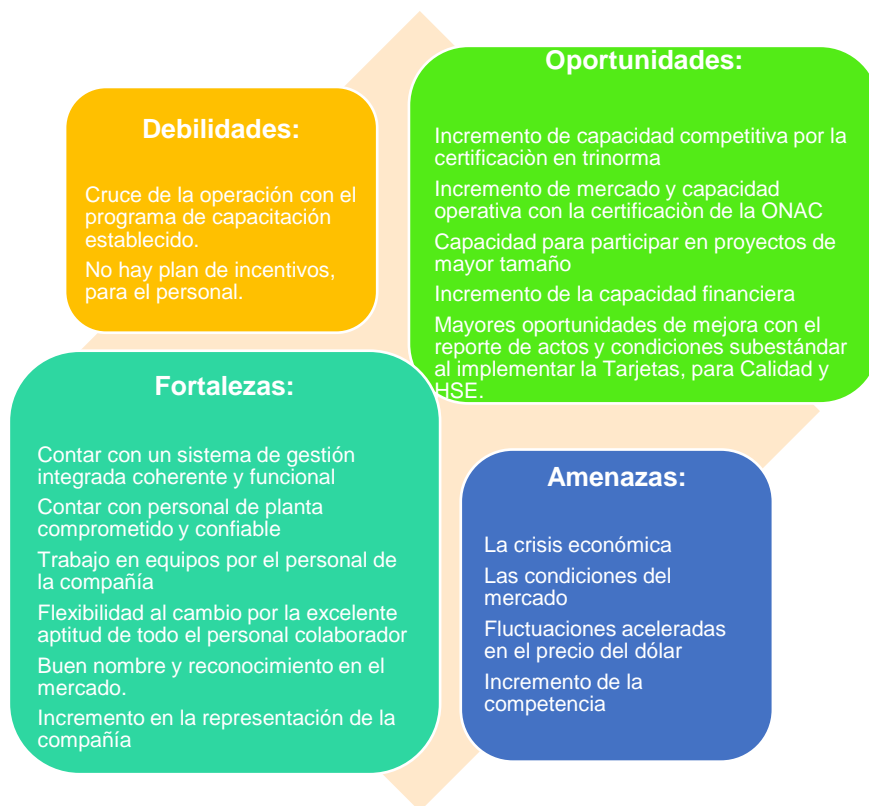 Debilidades:
Cruce de la operación con el
programa de capacitación
establecido.
No hay plan de incentivos,
para el personal.
Oportunidades:
Incremento de capacidad competitiva por la
certificaciòn en trinorma
Incremento de mercado y capacidad
operativa con la certificaciòn de la ONAC
Capacidad para participar en proyectos de
mayor tamaño
Incremento de la capacidad financiera
Mayores oportunidades de mejora con el
reporte de actos y condiciones subestándar
al implementar la Tarjetas, para Calidad y
HSE.
Fortalezas:
Contar con un sistema de gestión
integrada coherente y funcional
Contar con personal de planta
comprometido y confiable
Trabajo en equipos por el personal de
la compañía
Flexibilidad al cambio por la excelente
aptitud de todo el personal colaborador
Buen nombre y reconocimiento en el
mercado.
Incremento en la representación de la
compañía
Amenazas:
La crisis económica
Las condiciones del
mercado
Fluctuaciones aceleradas
en el precio del dólar
Incremento de la
competencia